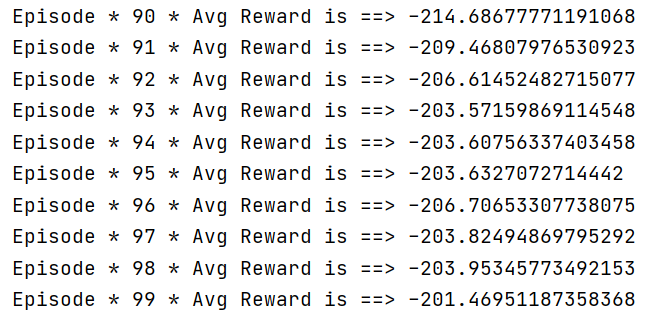 Episode * 90 * Avg Reward is ==> -214.68677771191068
Episode * 91 * Avg Reward is ==> -209.46807976530923
Episode * 92 * Avg Reward is ==> -206.61452482715077
Episode * 93 * Avg Reward is ==> -203.57159869114548
Episode * 94 * Avg Reward is ==> -203.60756337403458
Episode * 95 * Avg Reward is ==> -203.6327072714442
Episode * 96 * Avg Reward is ==> -206.70653307738075
Episode * 97 * Avg Reward is ==> -203.82494869795292
Episode * 98 * Avg Reward is ==> -203.95345773492153
Episode * 99 * Avg Reward is ==> -201.46951187358368